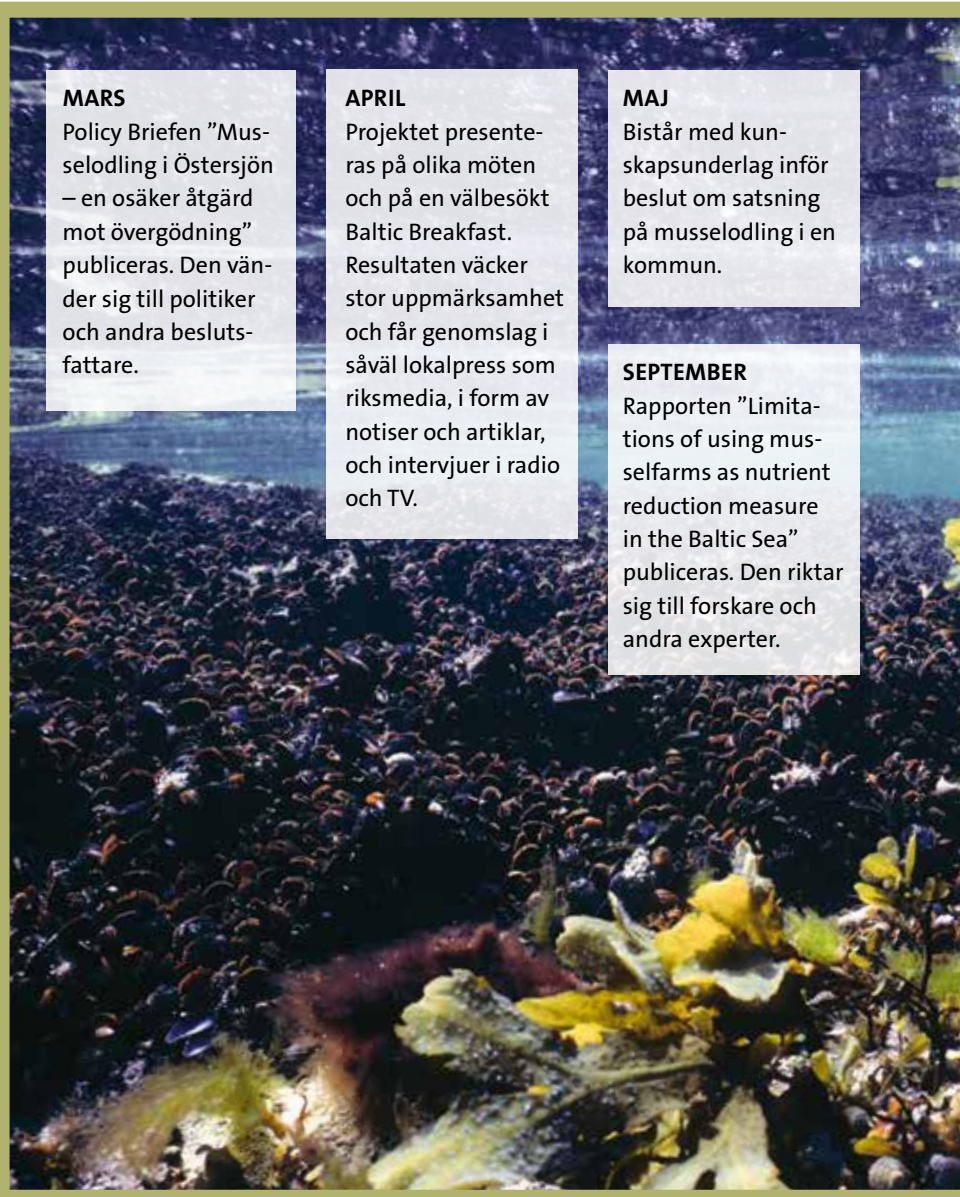 MARS
Policy Briefen ”Mus-
selodling i Östersjön
– en osäker åtgärd
mot övergödning”
publiceras. Den vän-
der sig till politiker
och andra besluts-
fattare.
APRIL
Projektet presente-
ras på olika möten
och på en välbesökt
Baltic Breakfast.
Resultaten väcker
stor uppmärksamhet
och får genomslag i
såväl lokalpress som
riksmedia, i form av
notiser och artiklar,
och intervjuer i radio
och TV.
MAJ
Bistår med kun-
skapsunderlag inför
beslut om satsning
på musselodling i en
kommun.
SEPTEMBER
Rapporten ”Limita-
tions of using mus-
selfarms as nutrient
reduction measure
in the Baltic Sea”
publiceras. Den riktar
sig till forskare och
andra experter.